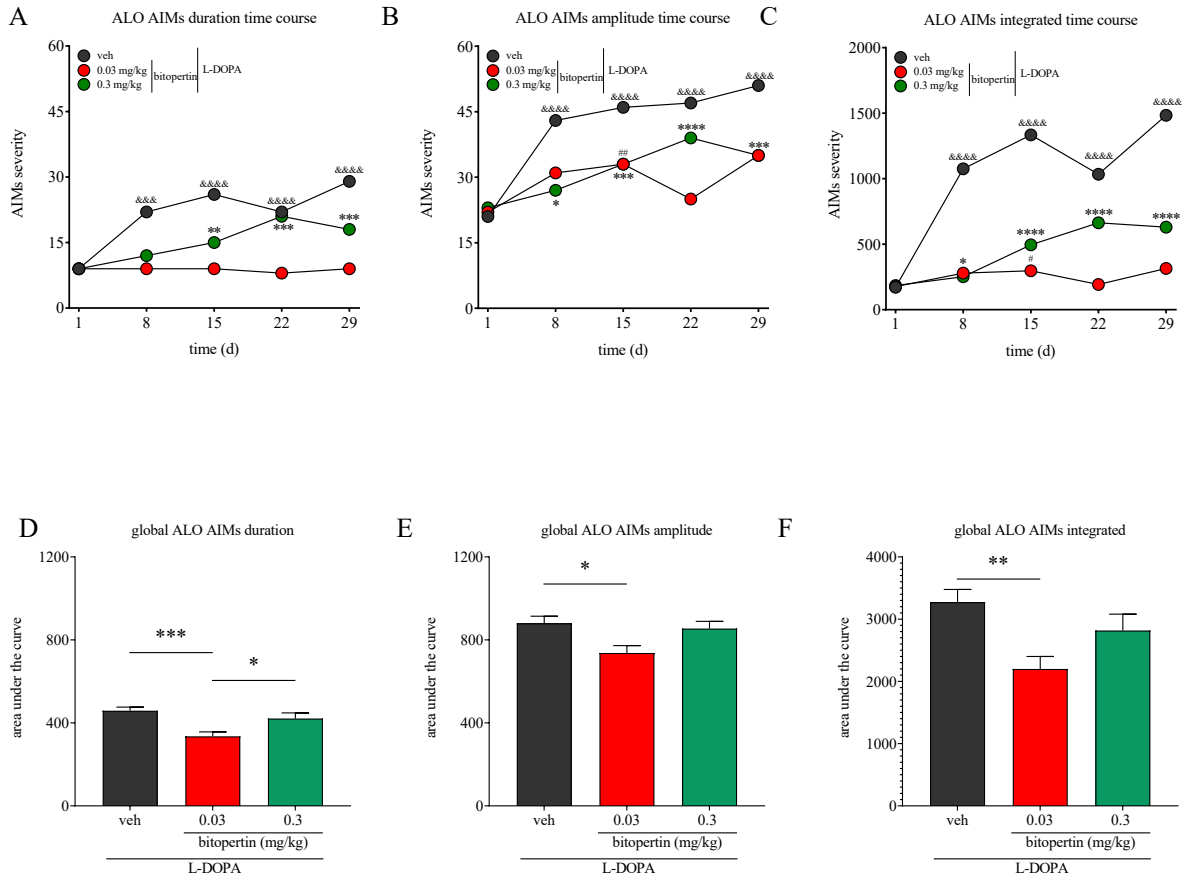 A
ALO AIMs duration time course
60
45
30
15
0
AIMs severity
veh
0.03 mg/kg
0.3 mg/kg
bitopertin
L-DOPA
&&&
&&&&
&&&&
&&&&
**
***
***
1 8 15 22 29
time (d)
B
ALO AIMs amplitude time course
60
45
30
15
0
AIMs severity
veh
0.03 mg/kg
0.3 mg/kg
bitopertin
L-DOPA
&&&&
&&&&
&&&&
&&&&
*
##
***
****
***
1 8 15 22 29
time (d)
C
ALO AIMs integrated time course
2000
1500
1000
500
0
AIMs severity
veh
0.03 mg/kg
0.3 mg/kg
bitopertin
L-DOPA
&&&&
&&&&
&&&&
&&&&
*
****
#
****
****
1 8 15 22 29
time (d)
D
global ALO AIMs duration
1200
800
400
0
area under the curve
***
*
veh 0.03 0.3
bitopertin (mg/kg)
L-DOPA
E
global ALO AIMs amplitude
1200
800
400
0
area under the curve
*
veh 0.03 0.3
bitopertin (mg/kg)
L-DOPA
F
global ALO AIMs integrated
4000
3000
2000
1000
0
area under the curve
**
veh 0.03 0.3
bitopertin (mg/kg)
L-DOPA